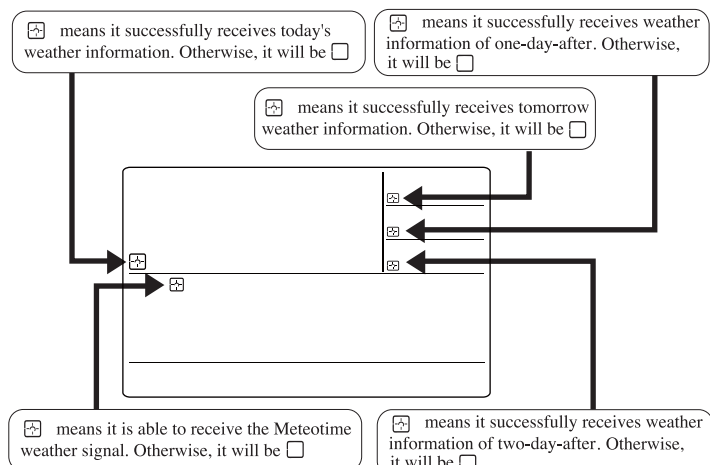 means it successfully receives today's
weather information. Otherwise, it will be
means it successfully receives weather
information of one-day-after. Otherwise,
it will be
means it successfully receives tomorrow
weather information. Otherwise, it will be
means it is able to receive the Meteotime
weather signal. Otherwise, it will be
means it successfully receives weather
information of two-day-after. Otherwise,
it will be